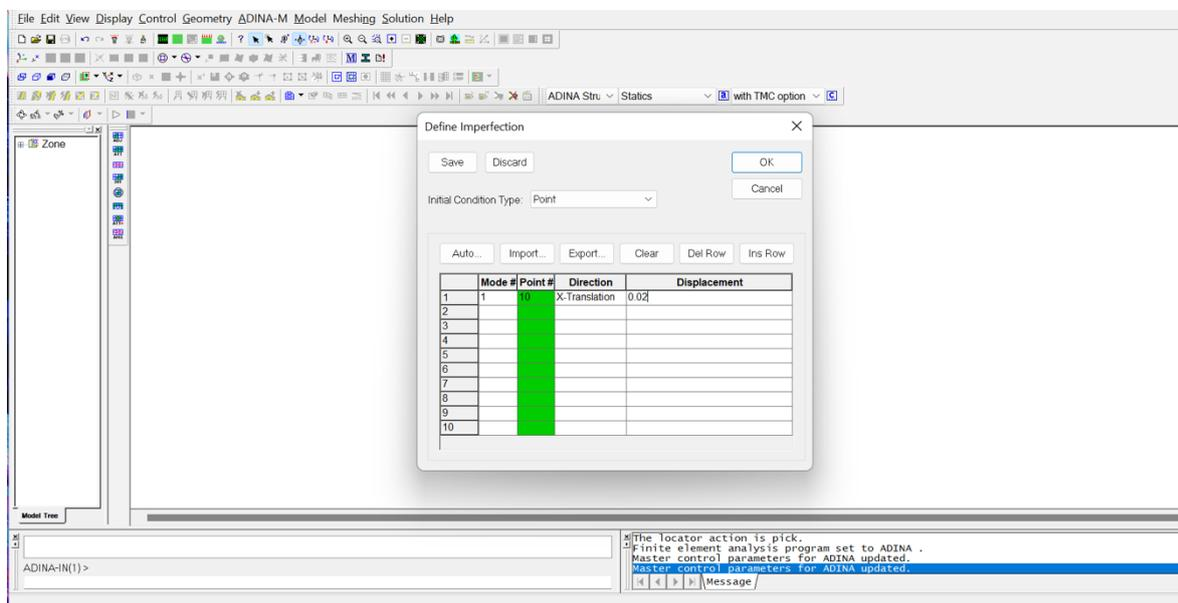 File Edit View Display Control Geometry ADINA-M Model Meshing Solution Help
ADINA Stru Statics with TMC option
Zone
Define Imperfection
Save Discard OK
Cancel
Initial Condition Type: Point
Auto... Import... Export... Clear Del Row Ins Row
Mode # Point # Direction Displacement
1 1 10 X-Translation 0.02
2
3
4
5
6
7
8
9
10
Model Tree
The locator action is pick.
Finite element analysis program set to ADINA .
Master control parameters for ADINA updated.
Master control parameters for ADINA updated.
ADINA-IN(1) >
Message